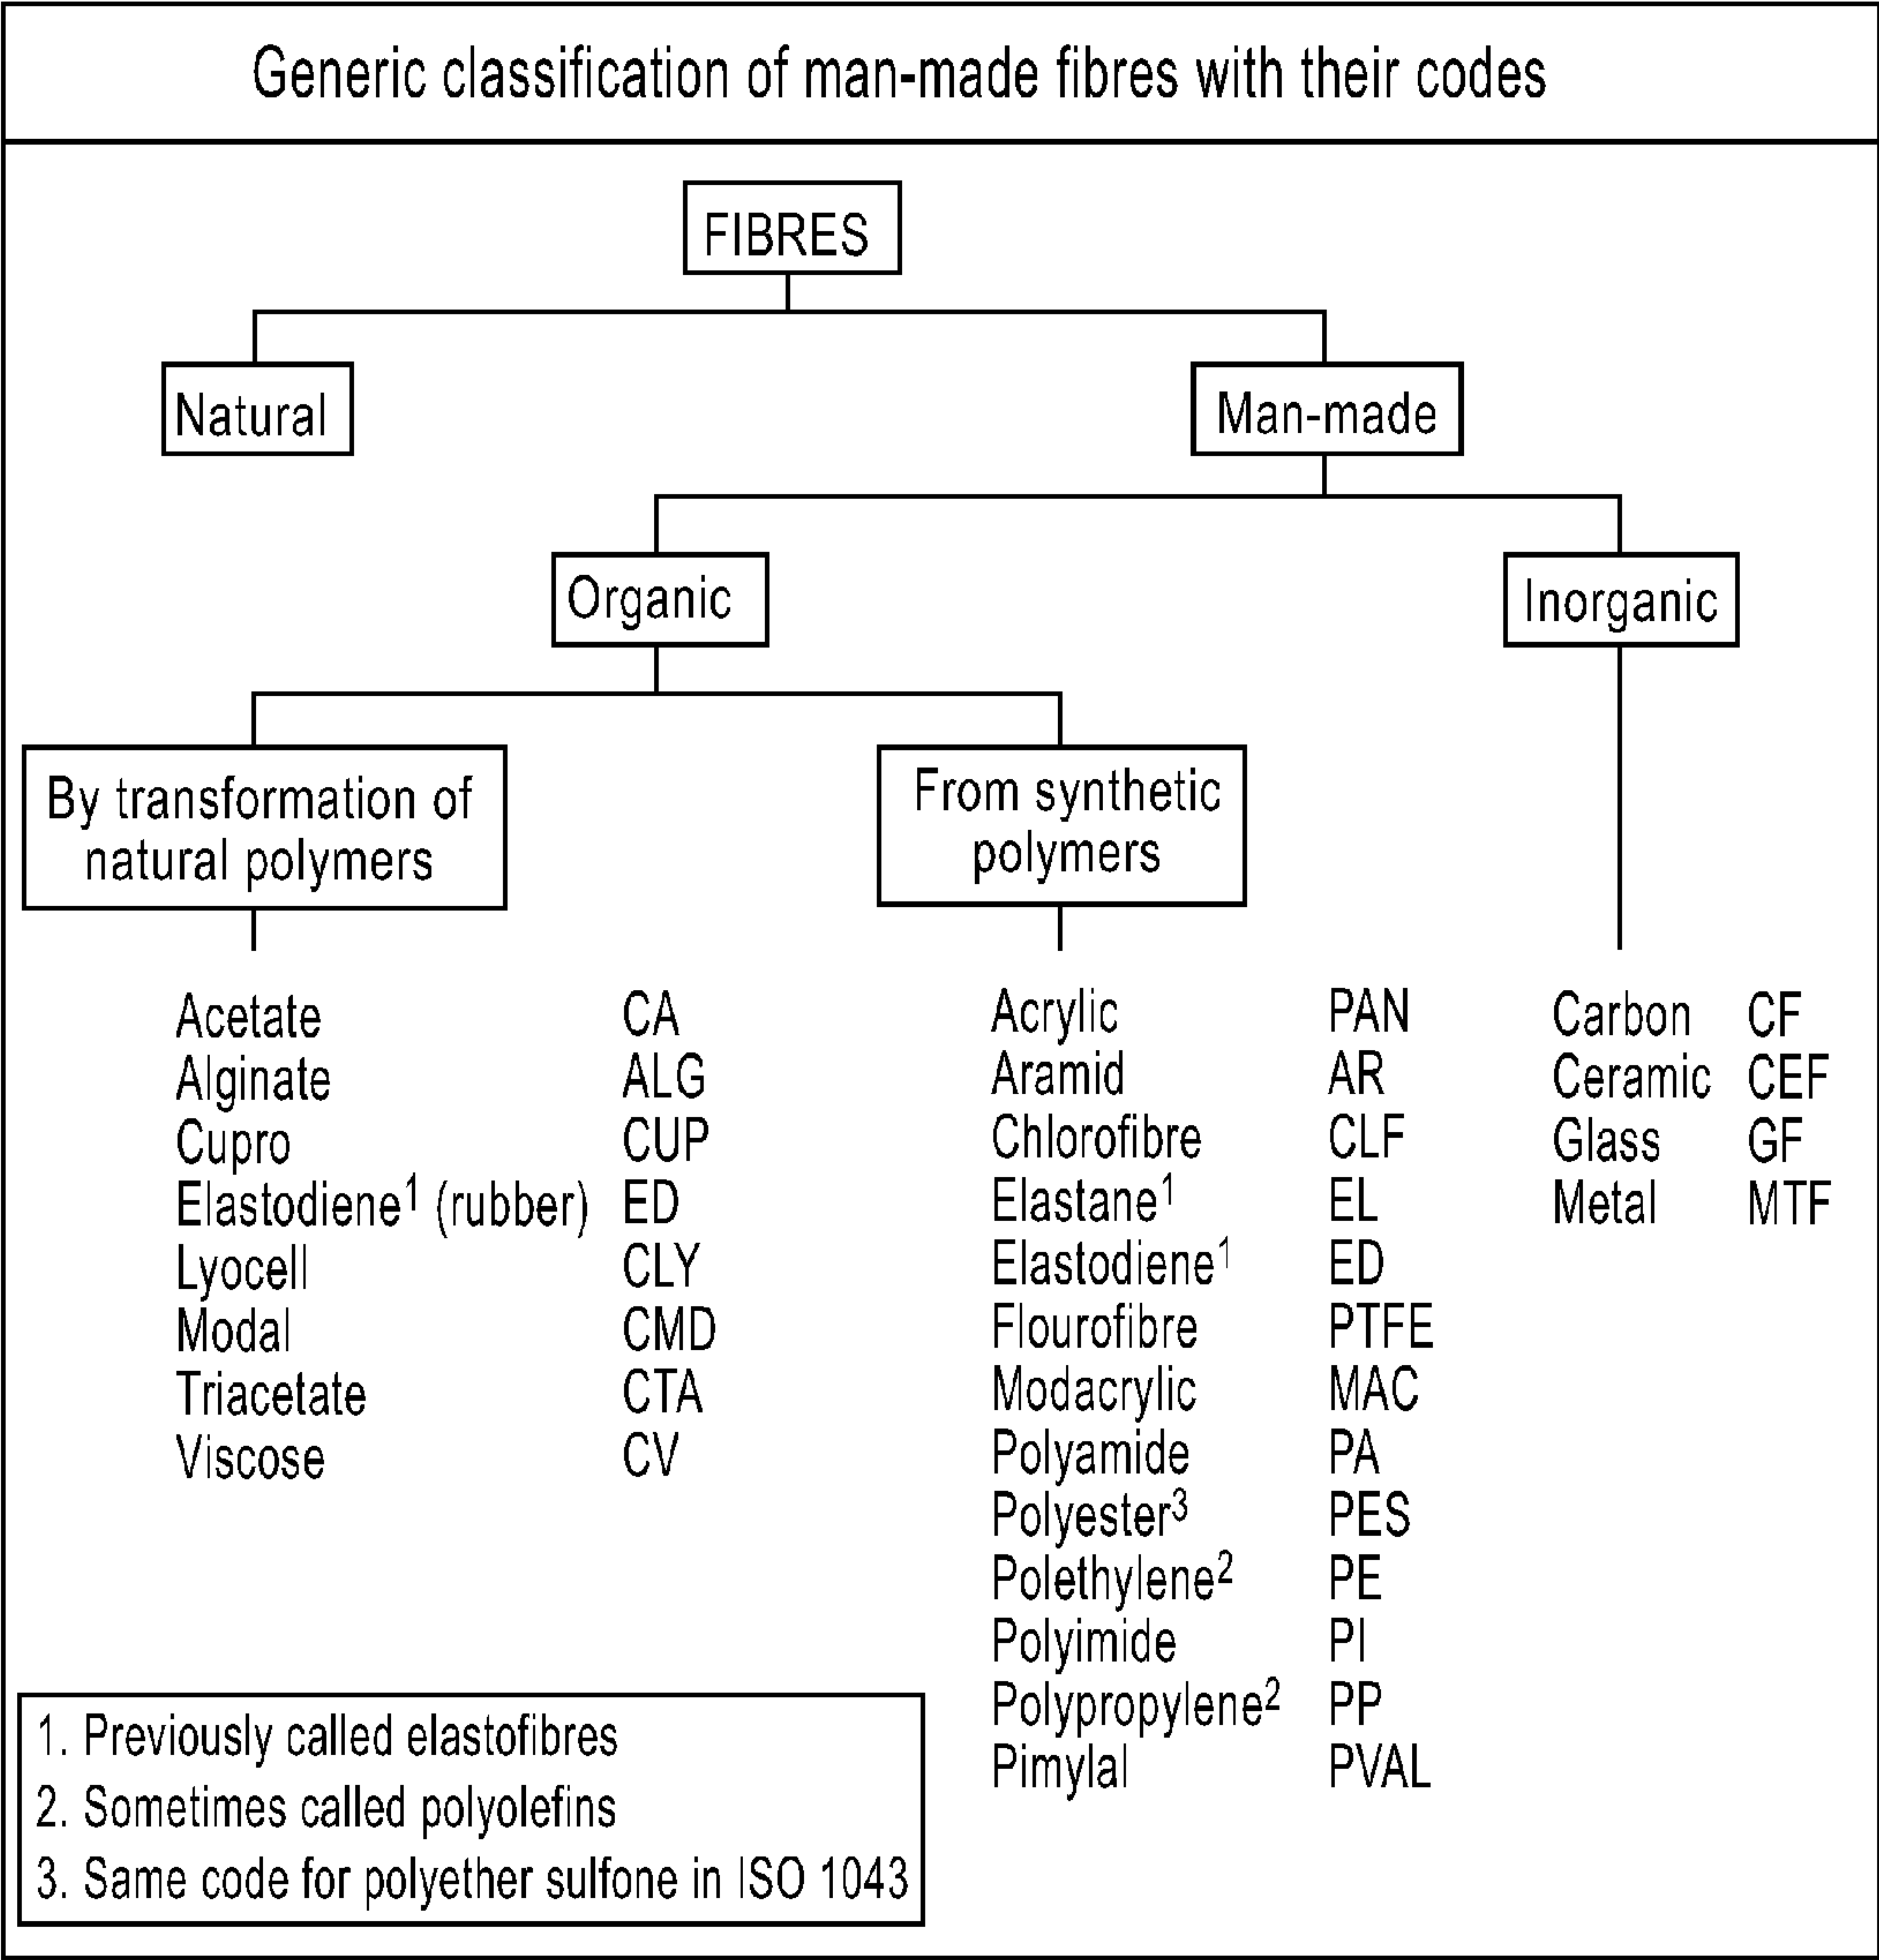 Generic classification of man-made fibres with their codes
FIBRES
Natural
Man-made
Organic
Inorganic
By transformation of
natural polymers
From synthetic
polymers
Acetate CA
Alginate ALG
Cupro CUP
Elastodiene¹ (rubber) ED
Lyocell CLY
Modal CMD
Triacetate CTA
Viscose CV
Acrylic PAN
Aramid AR
Chlorofibre CLF
Elastane¹ EL
Elastodiene¹ ED
Flourofibre PTFE
Modacrylic MAC
Polyamide PA
Polyester³ PES
Polethylene² PE
Polyimide PI
Polypropylene² PP
Pimylal PVAL
Carbon CF
Ceramic CEF
Glass GF
Metal MTF
1. Previously called elastofibres
2. Sometimes called polyolefins
3. Same code for polyether sulfone in ISO 1043